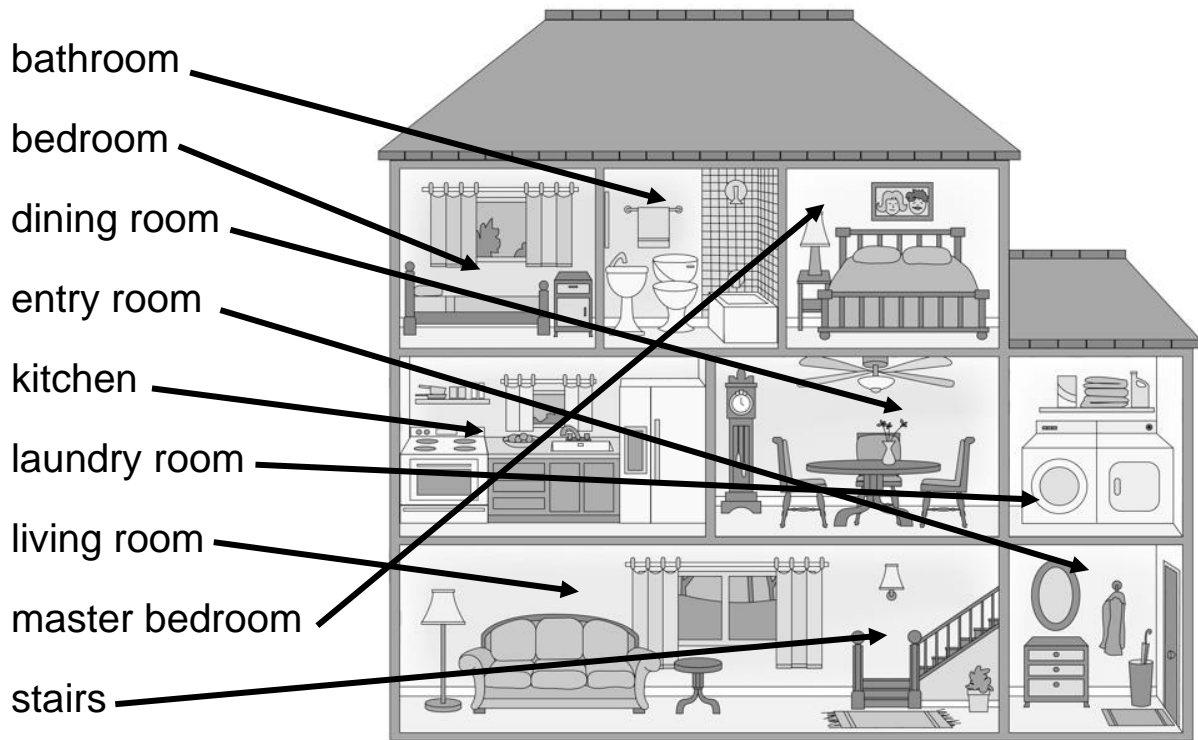 bathroom
bedroom
dining room
entry room
kitchen
laundry room
living room
master bedroom
stairs